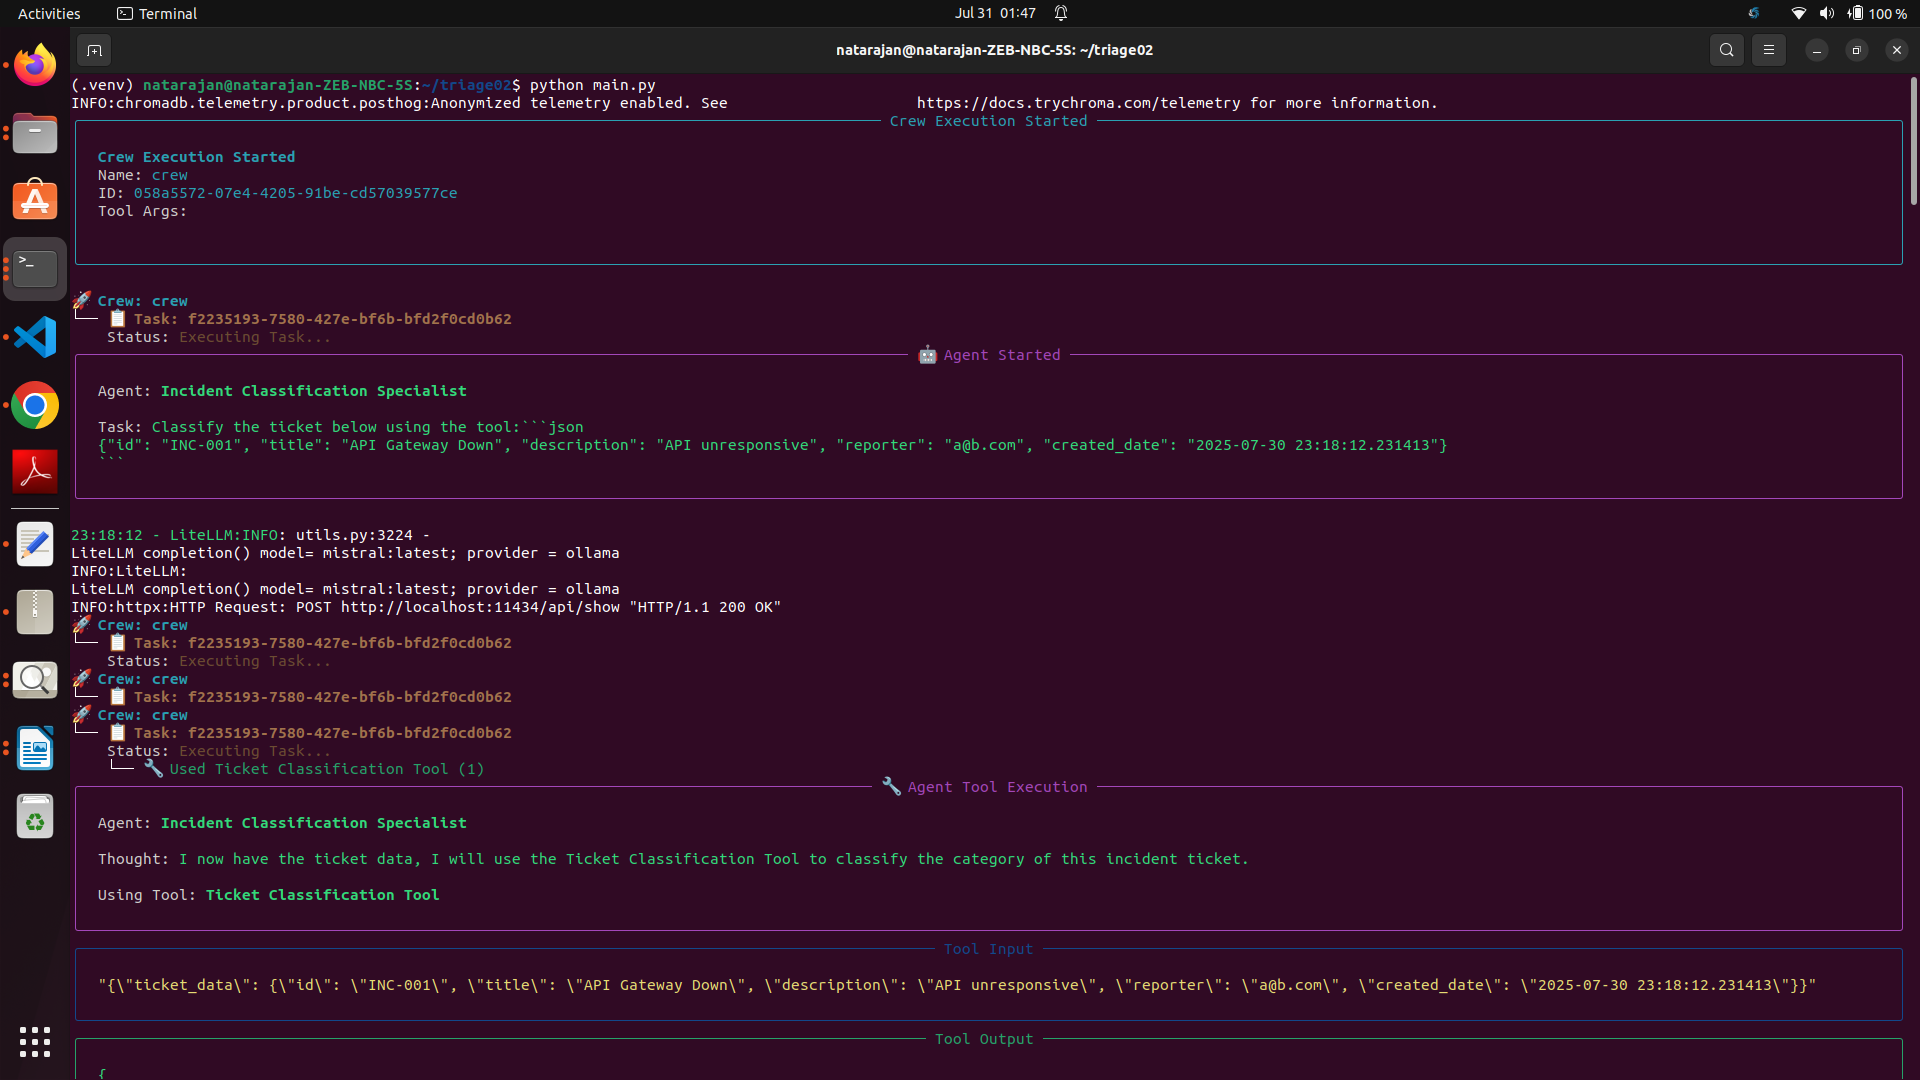 Activities Terminal Jul 31 01:47 100 %
natarajan@natarajan-ZEB-NBC-5S: ~/triage02
(.venv) natarajan@natarajan-ZEB-NBC-5S:~/triage02$ python main.py
INFO:chromadb.telemetry.product.posthog:Anonymized telemetry enabled. See https://docs.trychroma.com/telemetry for more information.
Crew Execution Started
Crew Execution Started
Name: crew
ID: 058a5572-07e4-4205-91be-cd57039577ce
Tool Args:
Crew: crew
Task: f2235193-7580-427e-bf6b-bfd2f0cd0b62
Status: Executing Task...
Agent Started
Agent: Incident Classification Specialist
Task: Classify the ticket below using the tool:```json
{"id": "INC-001", "title": "API Gateway Down", "description": "API unresponsive", "reporter": "a@b.com", "created_date": "2025-07-30 23:18:12.231413"}
```
23:18:12 - LiteLLM:INFO: utils.py:3224 -
LiteLLM completion() model= mistral:latest; provider = ollama
INFO:LiteLLM:
LiteLLM completion() model= mistral:latest; provider = ollama
INFO:httpx:HTTP Request: POST http://localhost:11434/api/show "HTTP/1.1 200 OK"
Crew: crew
Task: f2235193-7580-427e-bf6b-bfd2f0cd0b62
Status: Executing Task...
Crew: crew
Task: f2235193-7580-427e-bf6b-bfd2f0cd0b62
Crew: crew
Task: f2235193-7580-427e-bf6b-bfd2f0cd0b62
Status: Executing Task...
Used Ticket Classification Tool (1)
Agent Tool Execution
Agent: Incident Classification Specialist
Thought: I now have the ticket data, I will use the Ticket Classification Tool to classify the category of this incident ticket.
Using Tool: Ticket Classification Tool
Tool Input
"{\"ticket_data\": {\"id\": \"INC-001\", \"title\": \"API Gateway Down\", \"description\": \"API unresponsive\", \"reporter\": \"a@b.com\", \"created_date\": \"2025-07-30 23:18:12.231413\"}}"
Tool Output
{